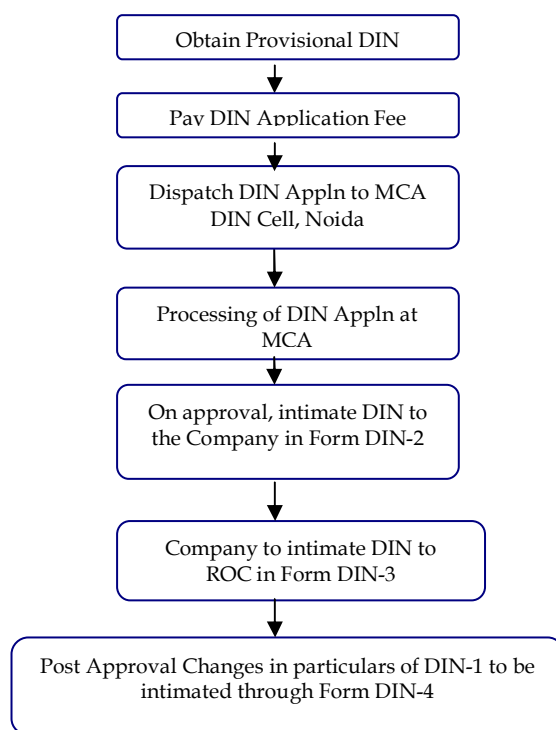 Obtain Provisional DIN
Pay DIN Application Fee
Dispatch DIN Appln to MCA
DIN Cell, Noida
Processing of DIN Appln at
MCA
On approval, intimate DIN to
the Company in Form DIN-2
Company to intimate DIN to
ROC in Form DIN-3
Post Approval Changes in particulars of DIN-1 to be
intimated through Form DIN-4